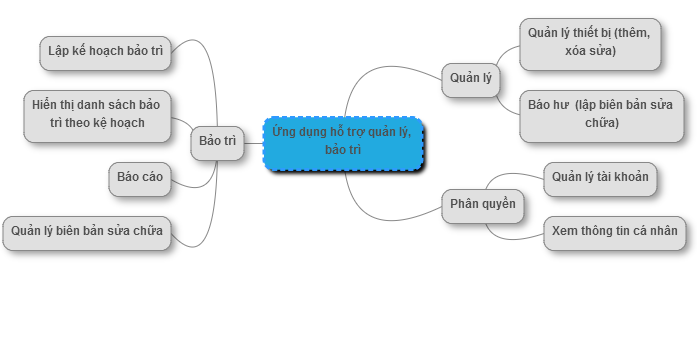 Ứng dụng hỗ trợ quản lý,
bảo trì
Quản lý
Quản lý thiết bị (thêm,
xóa sửa)
Báo hư (lập biên bản sửa
chữa)
Phân quyền
Quản lý tài khoản
Xem thông tin cá nhân
Bảo trì
Lập kế hoạch bảo trì
Hiển thị danh sách bảo
trì theo kệ hoạch
Báo cáo
Quản lý biên bản sửa chữa